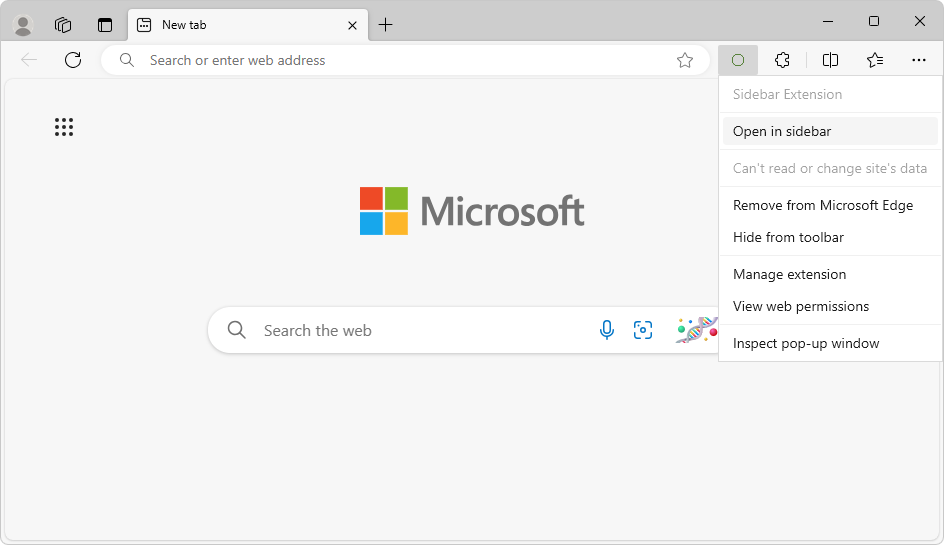 New tab
Search or enter web address
Sidebar Extension
Open in sidebar
Can't read or change site's data
Remove from Microsoft Edge
Hide from toolbar
Manage extension
View web permissions
Inspect pop-up window
Microsoft
Search the web